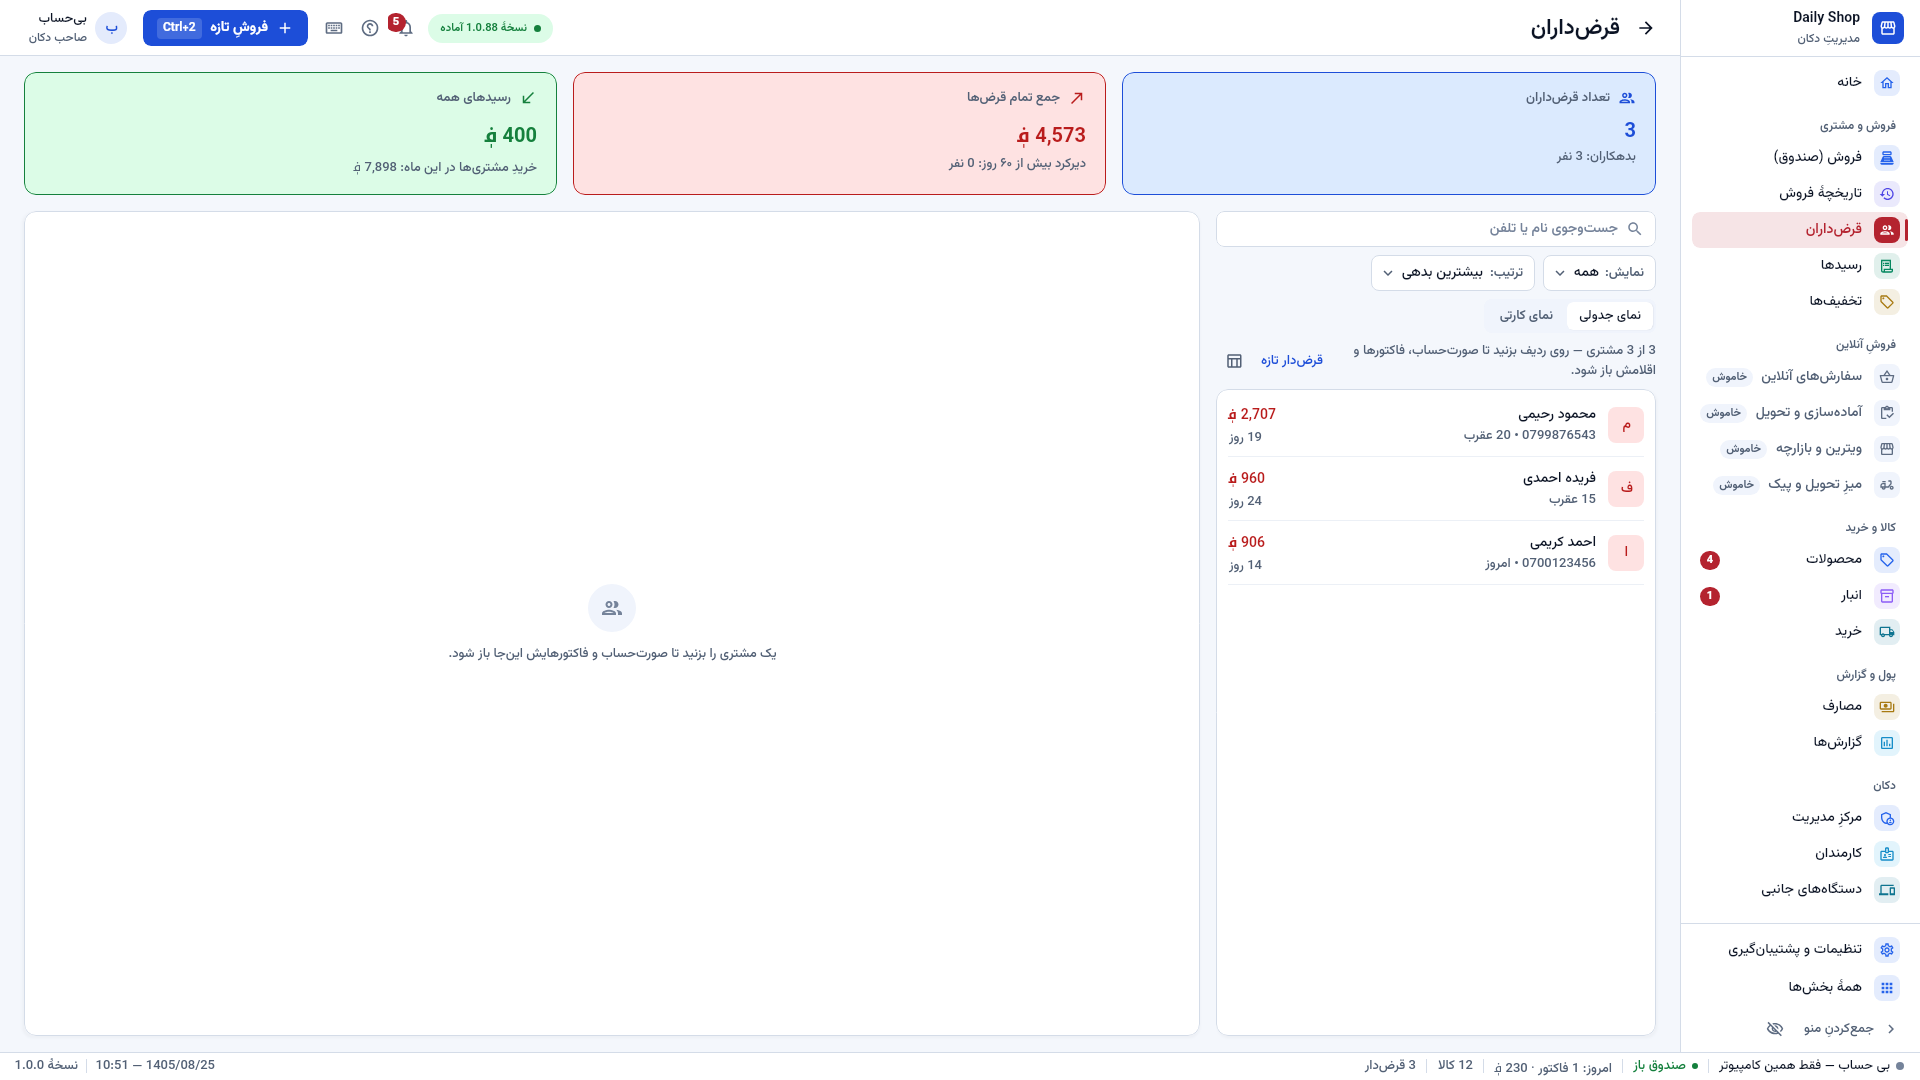 Daily Shop
مدیریتِ دکان
خانه
فروش و مشتری
فروش (صندوق)
تاریخچهٔ فروش
قرض‌داران
رسیدها
تخفیف‌ها
فروشِ آنلاین
سفارش‌های آنلاین خاموش
آماده‌سازی و تحویل خاموش
ویترین و بازارچه خاموش
میزِ تحویل و پیک خاموش
کالا و خرید
محصولات 4
انبار 1
خرید
پول و گزارش
مصارف
گزارش‌ها
دکان
مرکزِ مدیریت
کارمندان
دستگاه‌های جانبی
تنظیمات و پشتیبان‌گیری
همهٔ بخش‌ها
جمع‌کردنِ منو
قرض‌داران
نسخهٔ 1.0.88 آماده
5
فروشِ تازه Ctrl+2
ب
بی‌حساب
صاحب دکان
تعداد قرض‌داران
3
بدهکاران: 3 نفر
جمع تمام قرض‌ها
4,573 ؋
دیرکرد بیش از ۶۰ روز: 0 نفر
رسیدهای همه
400 ؋
خریدِ مشتری‌ها در این ماه: 7,898 ؋
جست‌وجوی نام یا تلفن
نمایش: همه
ترتیب: بیشترین بدهی
نمای جدولی
نمای کارتی
3 از 3 مشتری — روی ردیف بزنید تا صورت‌حساب، فاکتورها و
اقلامش باز شود.
قرض‌دار تازه
م
محمود رحیمی
2,707 ؋
0799876543 • 20 عقرب
19 روز
ف
فریده احمدی
960 ؋
15 عقرب
24 روز
ا
احمد کریمی
906 ؋
0700123456 • امروز
14 روز
یک مشتری را بزنید تا صورت‌حساب و فاکتورهایش این‌جا باز شود.
بی حساب — فقط همین کامپیوتر
صندوق باز
امروز: 1 فاکتور · 230 ؋
12 کالا
3 قرض‌دار
1405/08/25 — 10:51
نسخهٔ 1.0.0